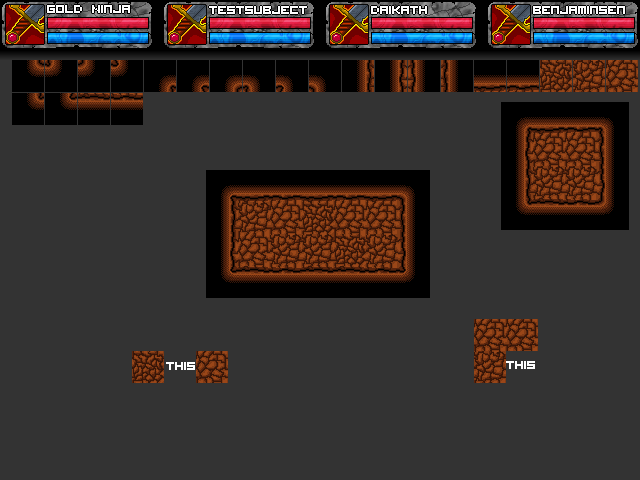 GOLD NINJA
TESTSUBJECT
DAIKATH
BENJAMINSEN
THIS
THIS